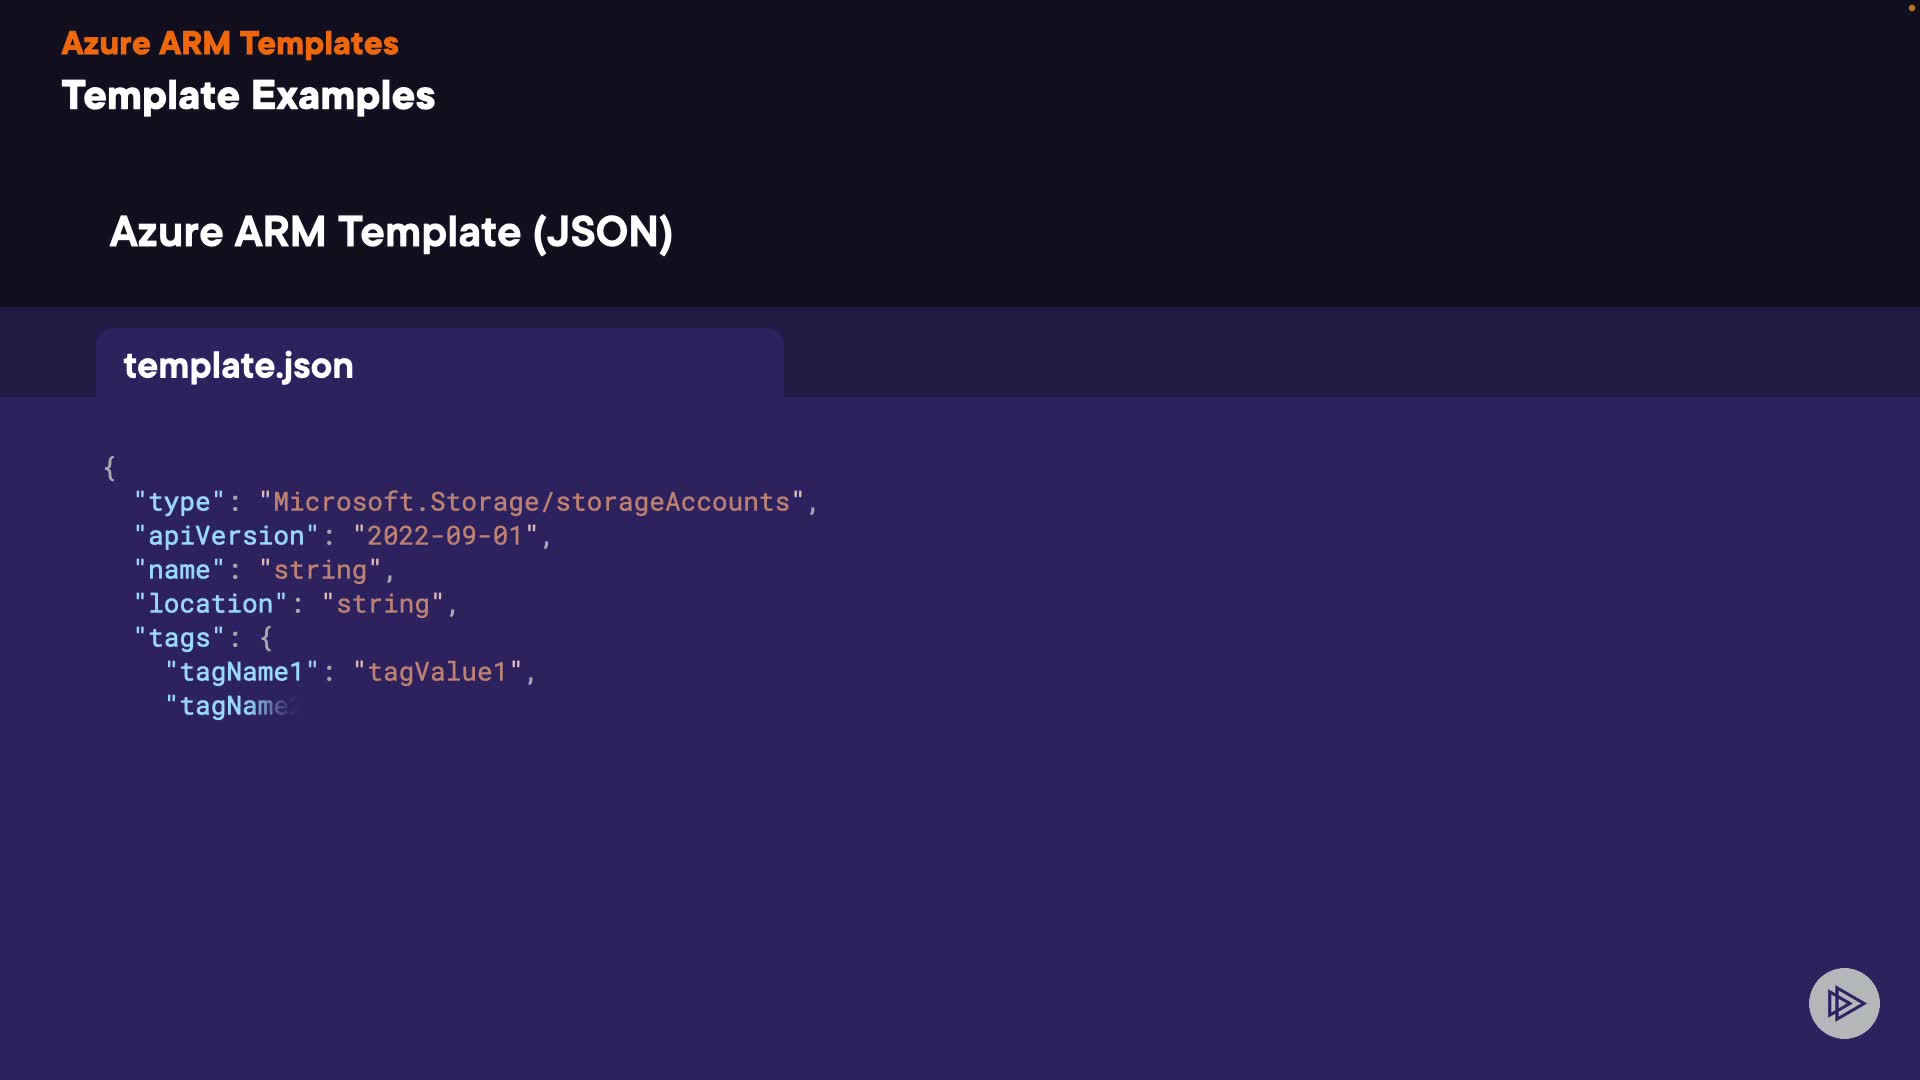 Azure ARM Templates
Template Examples
Azure ARM Template (JSON)
template.json
{
  "type": "Microsoft.Storage/storageAccounts",
  "apiVersion": "2022-09-01",
  "name": "string",
  "location": "string",
  "tags": {
    "tagName1": "tagValue1",
    "tagName